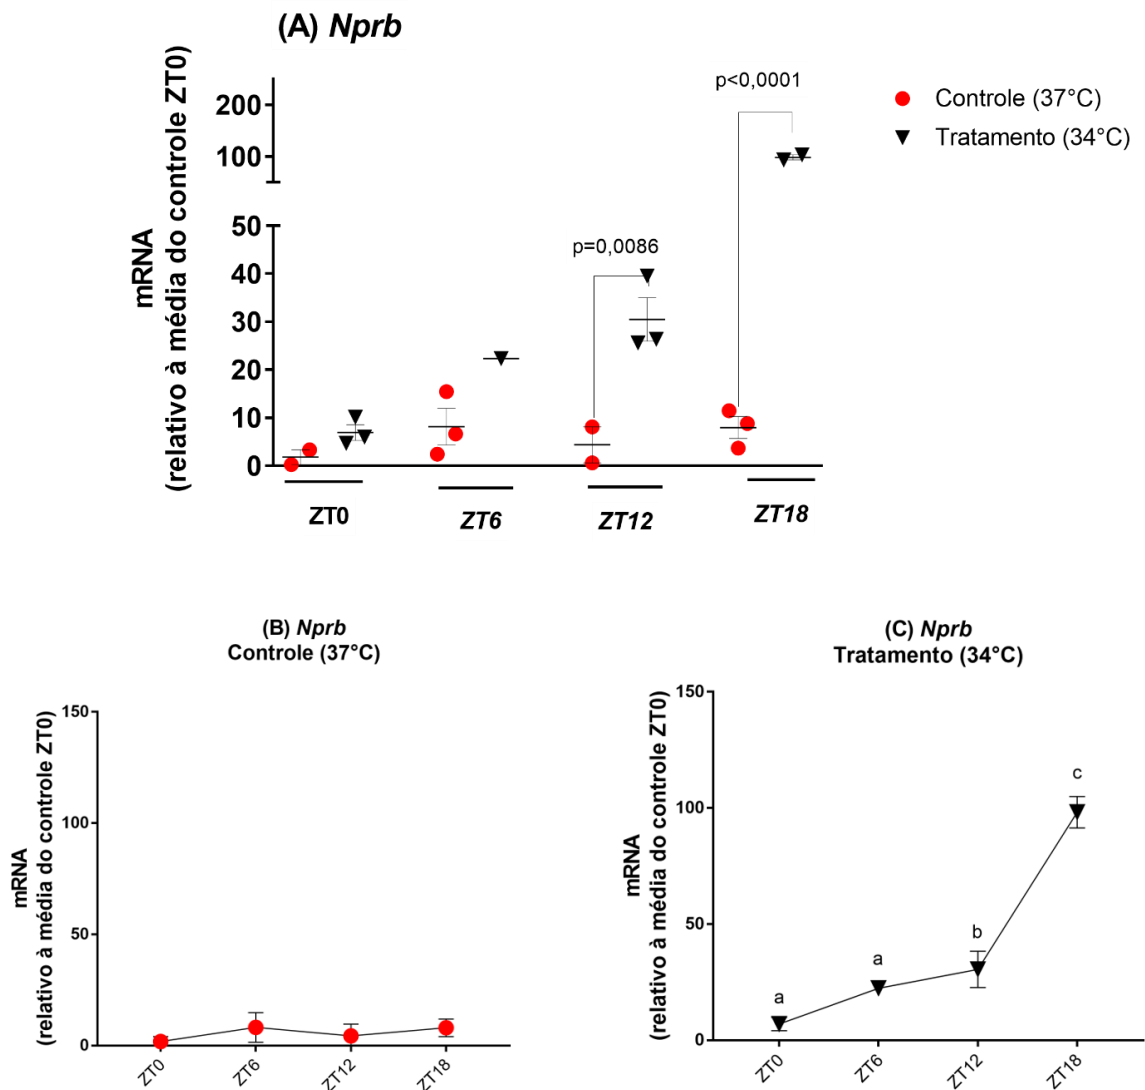 (A) Nprb
mRNA
(relativo à média do controle ZT0)
200
100
50
40
30
20
10
0
p=0,0086
p<0,0001
Controle (37°C)
Tratamento (34°C)
ZT0
ZT6
ZT12
ZT18
(B) Nprb
Controle (37°C)
mRNA
(relativo à média do controle ZT0)
150
100
50
0
ZT0
ZT6
ZT12
ZT18
(C) Nprb
Tratamento (34°C)
mRNA
(relativo à média do controle ZT0)
150
100
50
0
a
a
b
c
ZT0
ZT6
ZT12
ZT18